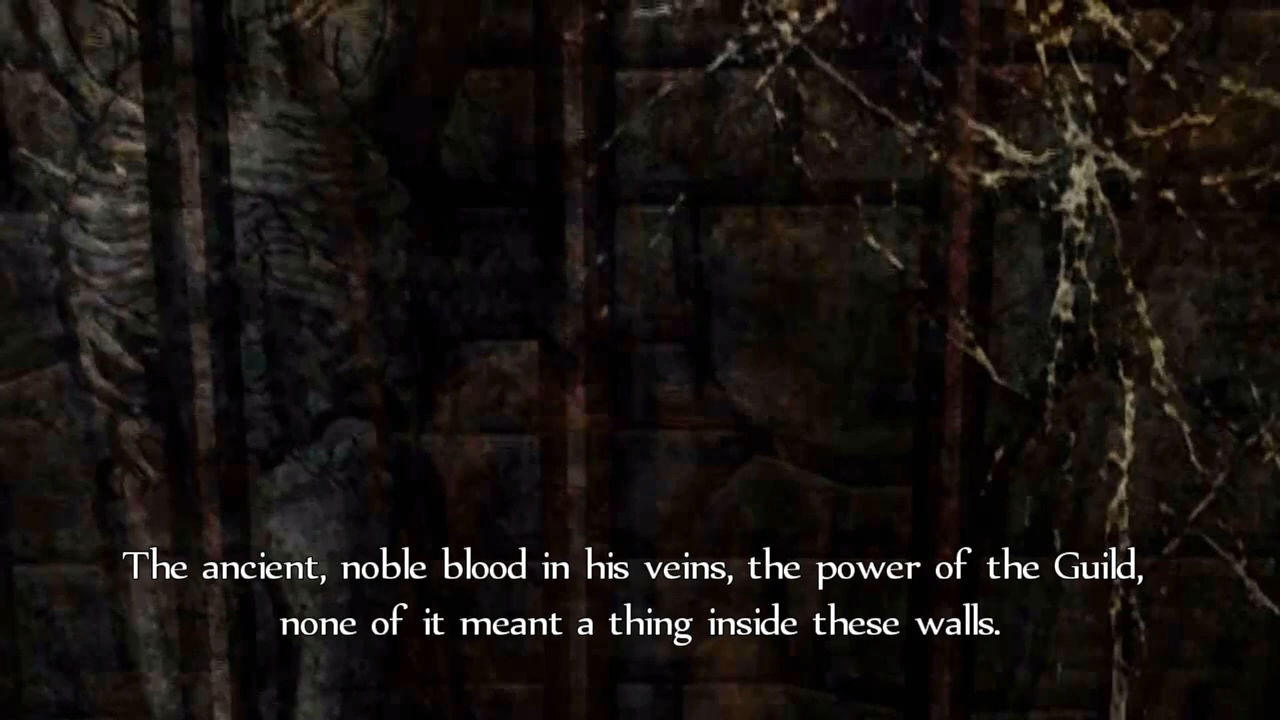 The ancient, noble blood in his veins, the power of the Guild,
none of it meant a thing inside these walls.